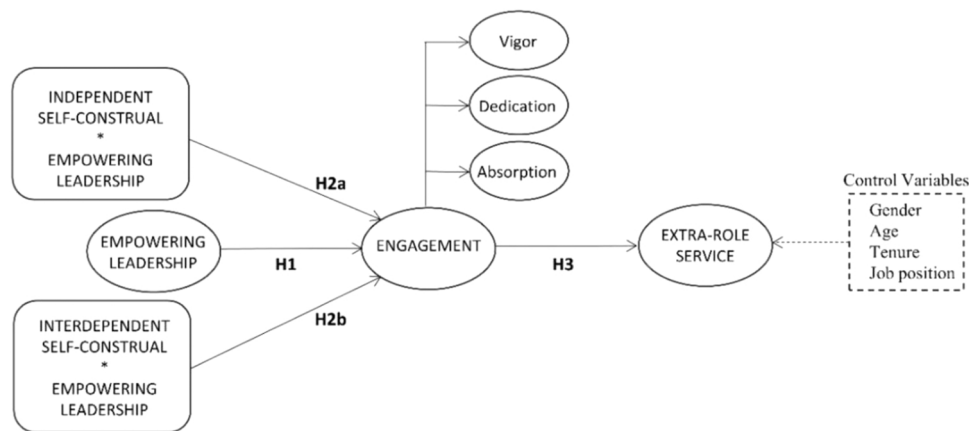 Vigor
Dedication
Absorption
INDEPENDENT
SELF-CONSTRUAL
*
EMPOWERING
LEADERSHIP
H2a
EMPOWERING
LEADERSHIP
H1
ENGAGEMENT
H3
EXTRA-ROLE
SERVICE
Control Variables
Gender
Age
Tenure
Job position
H2b
INTERDEPENDENT
SELF-CONSTRUAL
*
EMPOWERING
LEADERSHIP